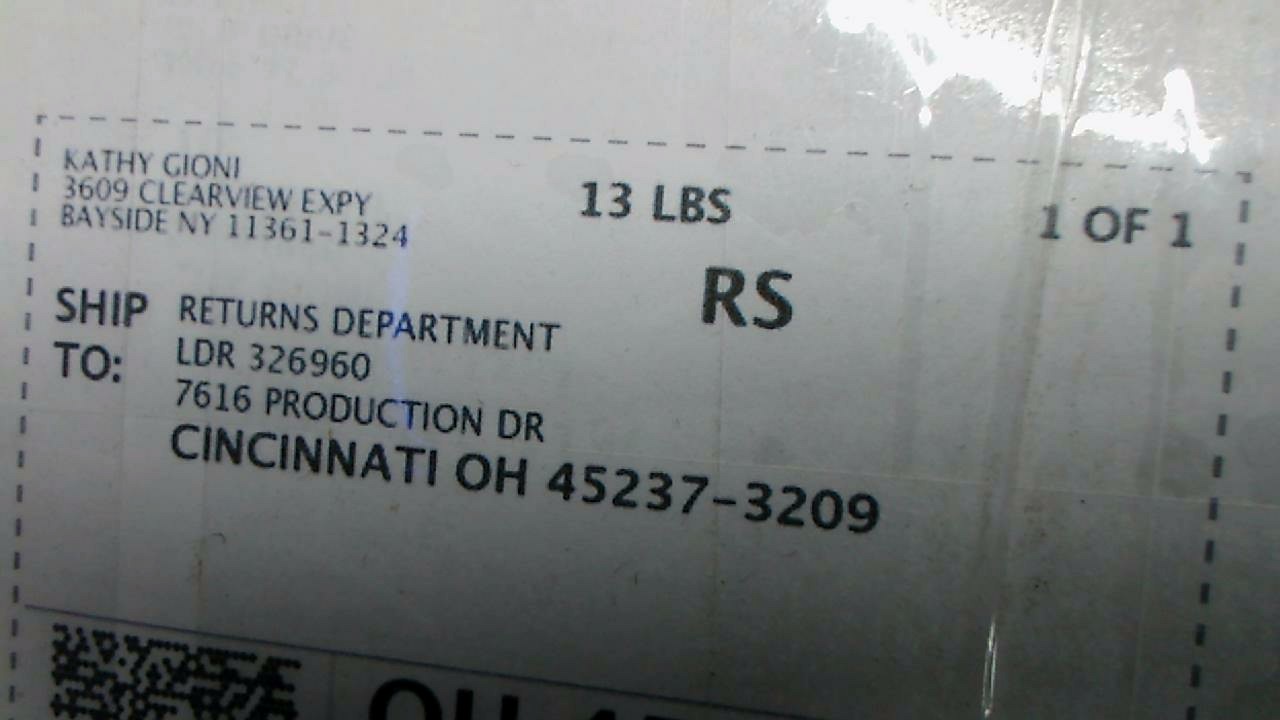 KATHY GIONI
3609 CLEARVIEW EXPY
BAYSIDE NY 11361-1324
13 LBS
1 OF 1
RS
SHIP TO:
RETURNS DEPARTMENT
LDR 326960
7616 PRODUCTION DR
CINCINNATI OH 45237-3209
OH